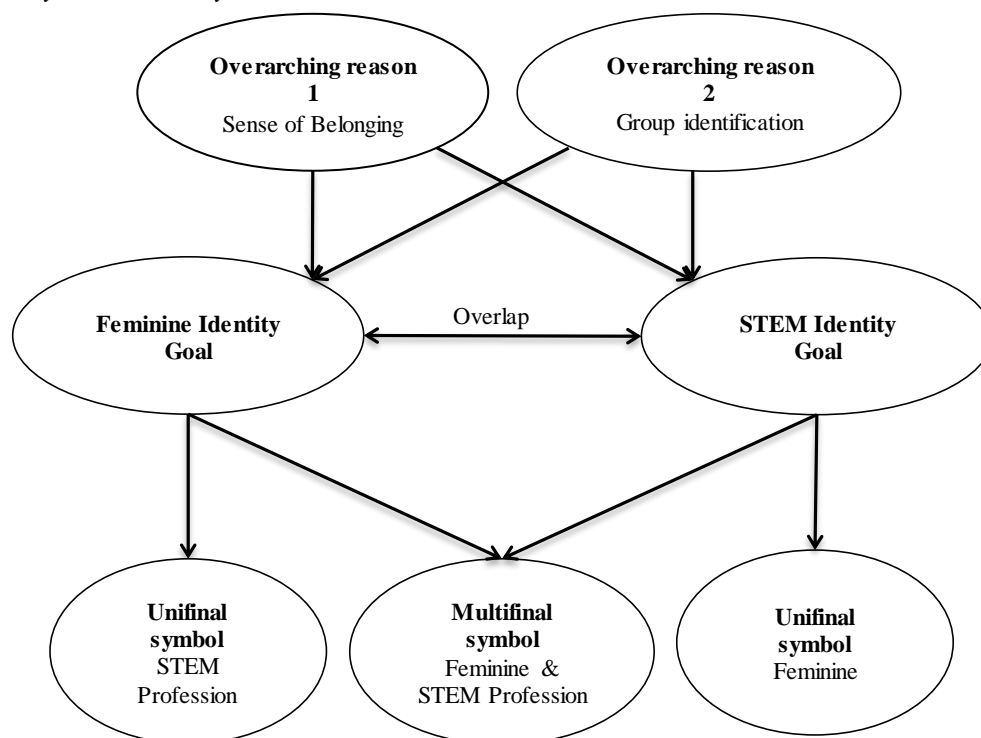 Overarching reason
1
Sense of Belonging
Overarching reason
2
Group identification
Feminine Identity
Goal
Overlap
STEM Identity
Goal
Unifinal
symbol
STEM
Profession
Multifinal
symbol
Feminine &
STEM Profession
Unifinal
symbol
Feminine